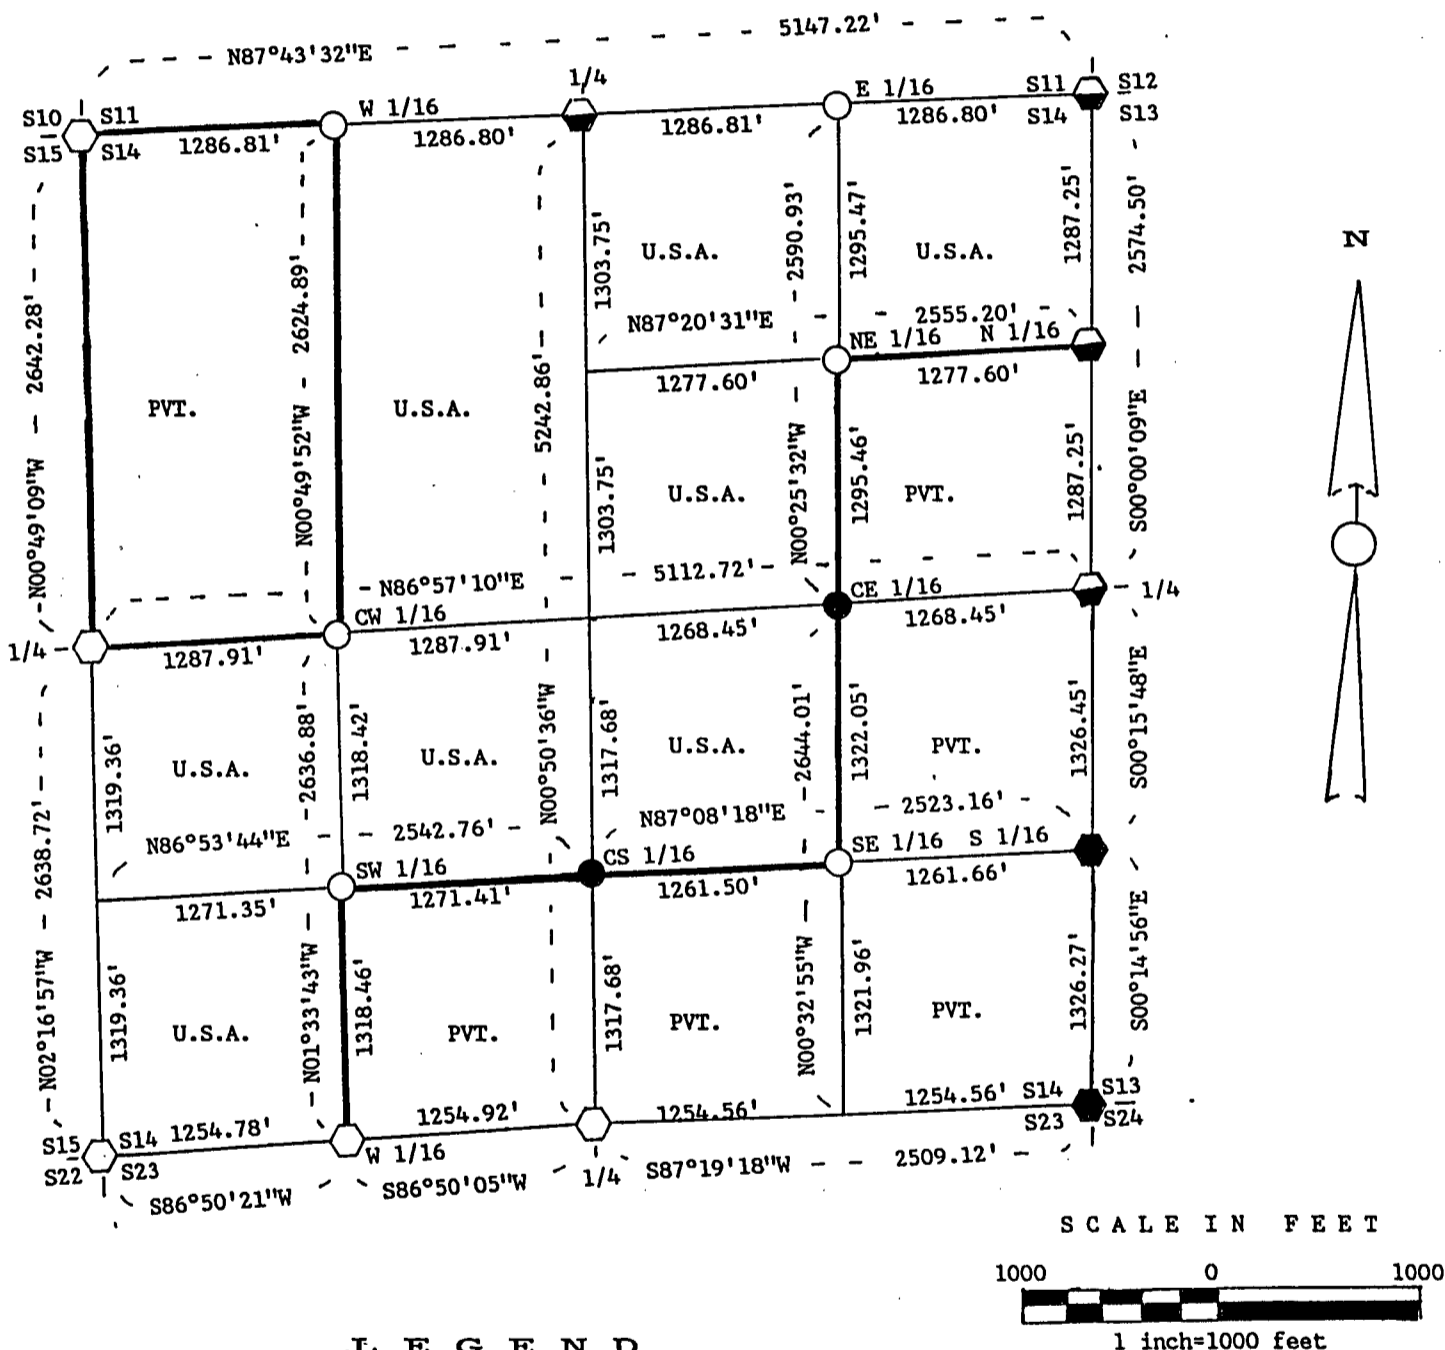 N87°43'32"E
5147.22'
1/4
S10
S11
S15
S14
W 1/16
E 1/16
S11
S12
S14
S13
1286.81'
1286.80'
1286.81'
1286.80'
2642.28'
N00°49'09"W
2624.89'
N00°49'52"W
5242.86'
N00°50'36"W
1303.75'
2590.93'
N00°25'32"W
1295.47'
1287.25'
2574.50'
S00°00'09"E
N
U.S.A.
U.S.A.
N87°20'31"E
2555.20'
NE 1/16
N 1/16
1277.60'
1277.60'
PVT.
U.S.A.
1303.75'
U.S.A.
1295.46'
PVT.
1287.25'
N86°57'10"E
5112.72'
CW 1/16
CE 1/16
1/4
1/4
1287.91'
1287.91'
1268.45'
1268.45'
2638.72'
N02°16'57"W
1319.36'
U.S.A.
2636.88'
N01°33'43"W
1318.42'
U.S.A.
1317.68'
U.S.A.
2644.01'
N00°32'55"W
1322.05'
PVT.
1326.45'
S00°15'48"E
N86°53'44"E
2542.76'
N87°08'18"E
2523.16'
SW 1/16
CS 1/16
SE 1/16
S 1/16
1271.35'
1271.41'
1261.50'
1261.66'
1319.36'
U.S.A.
1318.46'
PVT.
1317.68'
PVT.
1321.96'
PVT.
1326.27'
S00°14'56"E
S15
S14
S22
S23
1254.78'
1254.92'
1254.56'
1254.56'
S14
S13
S23
S24
W 1/16
1/4
S86°50'21"W
S86°50'05"W
S87°19'18"W
2509.12'
SCALE IN FEET
1000 0 1000
1 inch=1000 feet
LEGEND